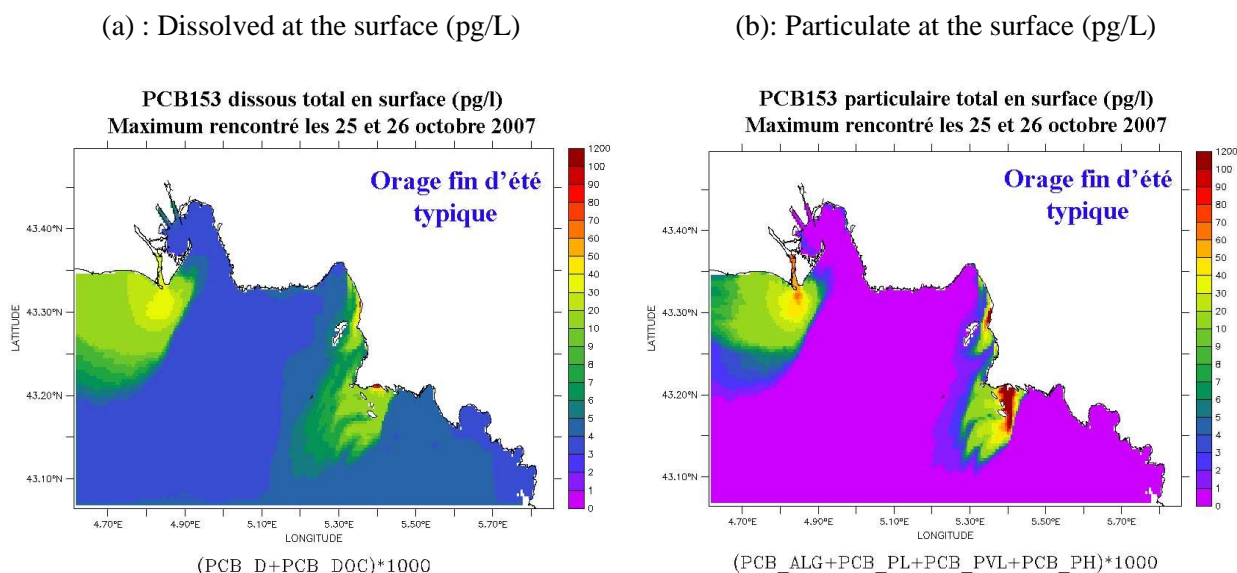 (a) : Dissolved at the surface (pg/L)
(b): Particulate at the surface (pg/L)
PCB153 dissous total en surface (pg/l)
Maximum rencontré les 25 et 26 octobre 2007
Orage fin d'été
typique
1200
100
90
80
70
60
50
40
30
20
10
9
8
7
6
5
4
3
2
1
0
43.40°N
43.30°N
43.20°N
43.10°N
LATITUDE
4.70°E
4.90°E
5.10°E
5.30°E
5.50°E
5.70°E
LONGITUDE
(PCB_D+PCB_DOC)*1000
PCB153 particulaire total en surface (pg/l)
Maximum rencontré les 25 et 26 octobre 2007
Orage fin d'été
typique
1200
100
90
80
70
60
50
40
30
20
10
9
8
7
6
5
4
3
2
1
0
43.40°N
43.30°N
43.20°N
43.10°N
LATITUDE
4.70°E
4.90°E
5.10°E
5.30°E
5.50°E
5.70°E
LONGITUDE
(PCB_ALG+PCB_PL+PCB_PVL+PCB_PH)*1000